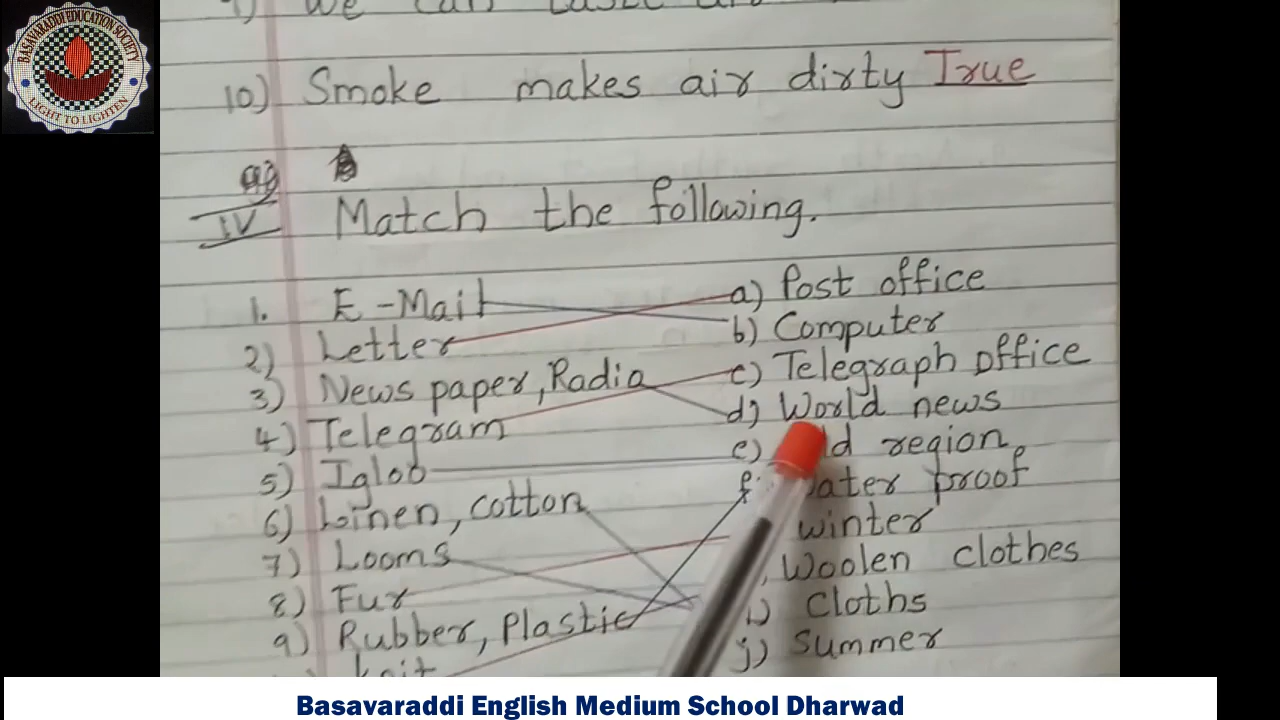 BASAVARADDI EDUCATION SOCIETY
LIGHT TO LIGHTEN
10) Smoke makes air dirty True
IV Match the following.
1. E-Mail a) Post office
2) Letter b) Computer
3) News paper, Radio c) Telegraph office
4) Telegram d) World news
5) Igloo e) region.
6) Linen, cotton f. water proof
7) Looms winter
8) Fur Woolen clothes
9) Rubber, Plastic i) Cloths
knit j) Summer
Basavaraddi English Medium School Dharwad